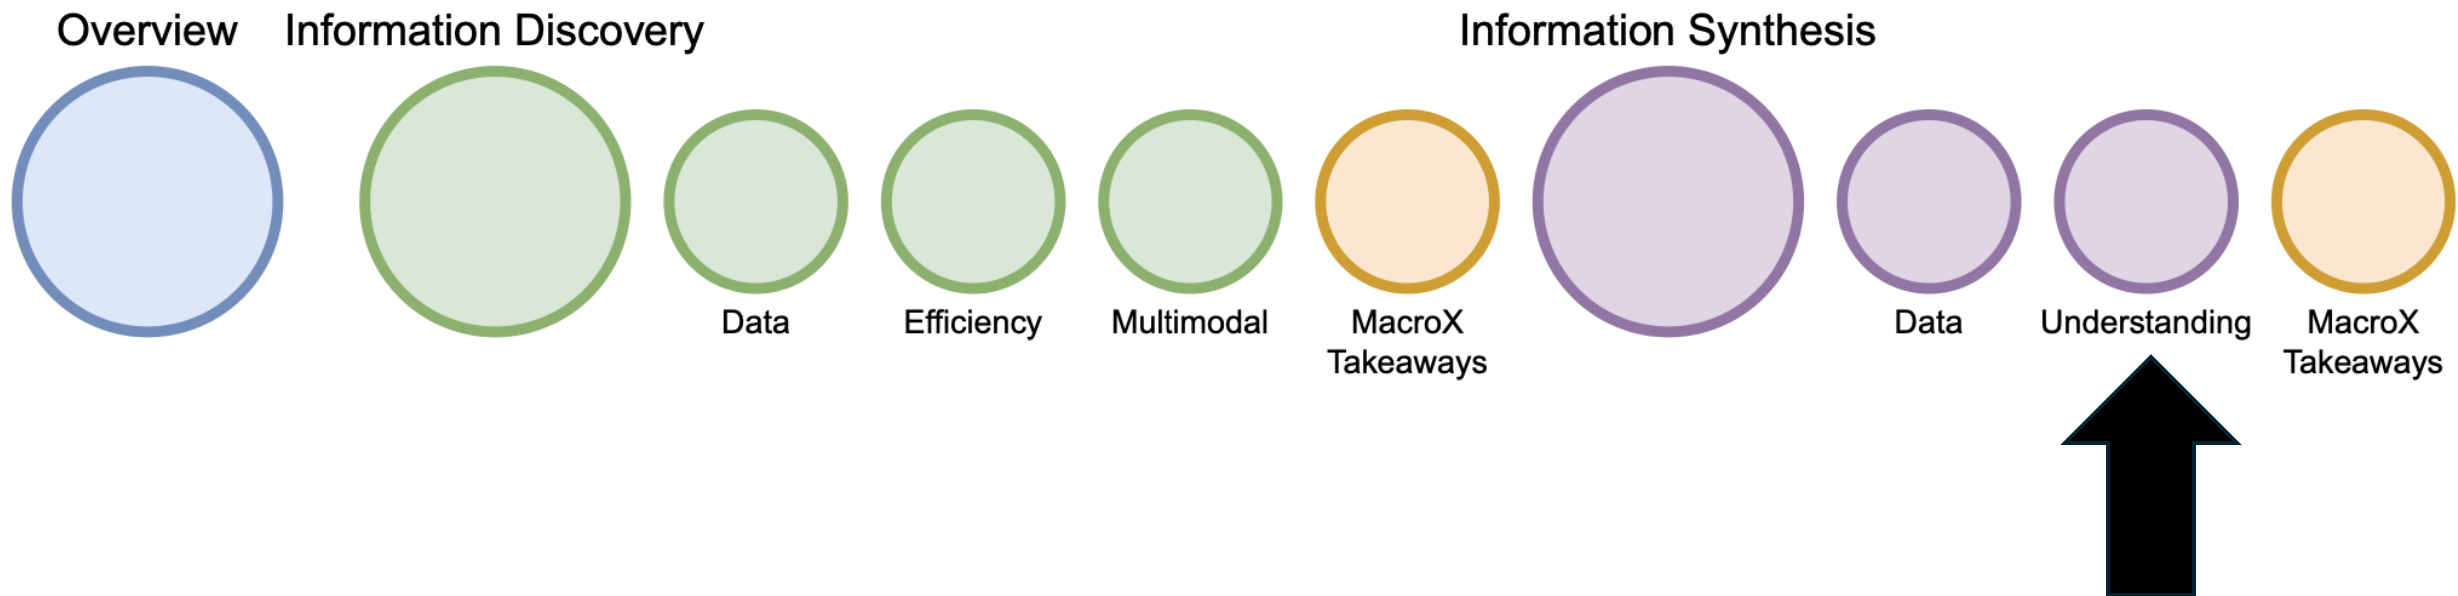 Overview
Information Discovery
Information Synthesis
Data
Efficiency
Multimodal
MacroX
Takeaways
Data
Understanding
MacroX
Takeaways